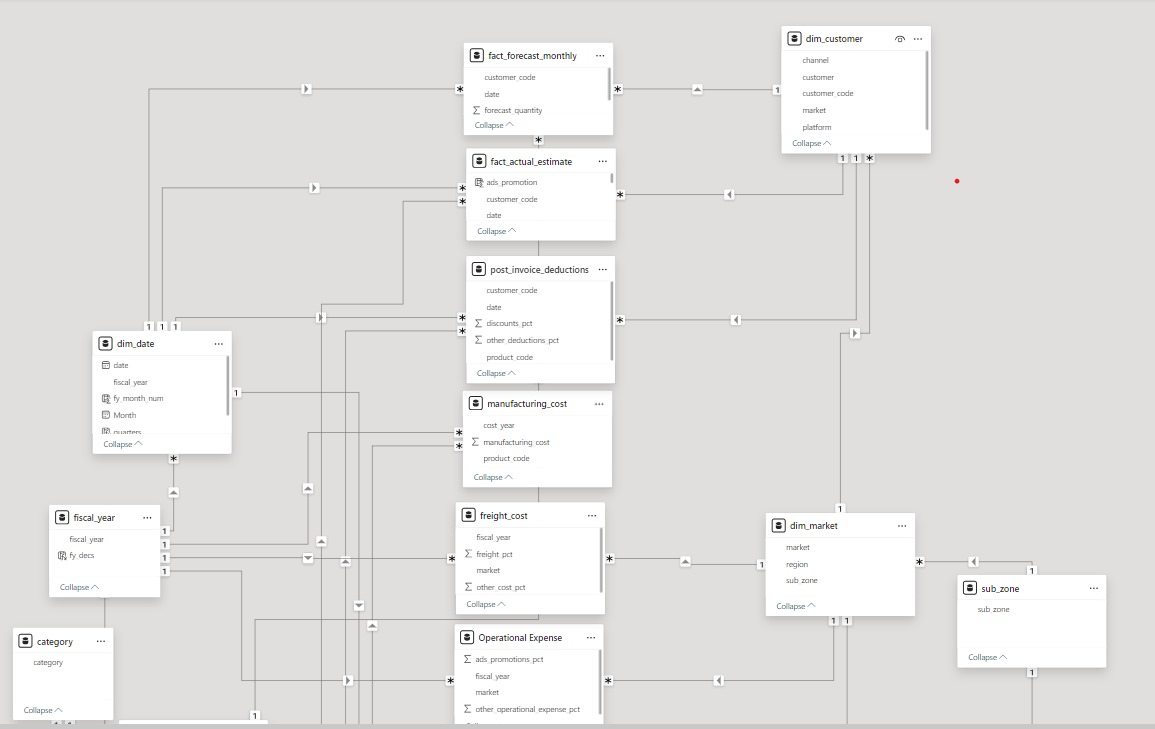 fact_forecast_monthly
customer_code
date
forecast_quantity
Collapse
dim_customer
channel
customer
customer_code
market
platform
Collapse
fact_actual_estimate
ads_promotion
customer_code
date
Collapse
post_invoice_deductions
customer_code
date
discounts_pct
other_deductions_pct
product_code
Collapse
dim_date
date
fiscal_year
fy_month_num
Month
quarters
Collapse
manufacturing_cost
cost_year
manufacturing_cost
product_code
Collapse
fiscal_year
fiscal_year
fy_decs
Collapse
freight_cost
fiscal_year
freight_pct
market
other_cost_pct
Collapse
dim_market
market
region
sub_zone
Collapse
sub_zone
sub_zone
Collapse
category
category
Collapse
Operational Expense
ads_promotions_pct
fiscal_year
market
other_operational_expense_pct